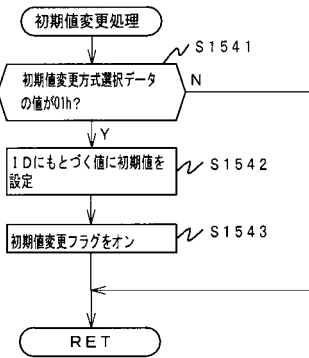 初期値変更処理
S1541
初期値変更方式選択データ
の値が01h?
N
Y
IDにもとづく値に初期値を
設定
S1542
初期値変更フラグをオン
S1543
RET